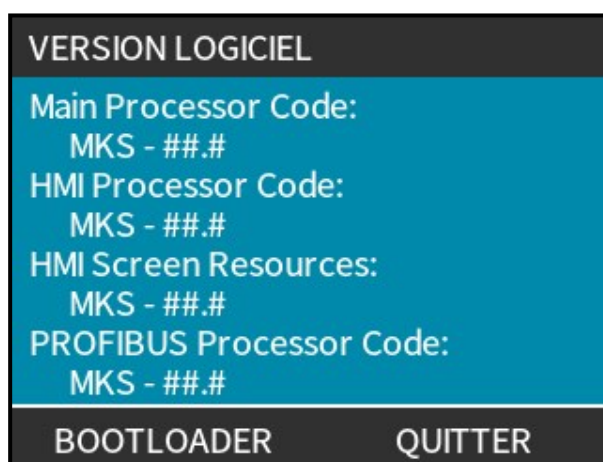 VERSION LOGICIEL
Main Processor Code:
MKS - ##.#
HMI Processor Code:
MKS - ##.#
HMI Screen Resources:
MKS - ##.#
PROFIBUS Processor Code:
MKS - ##.#
BOOTLOADER QUITTER